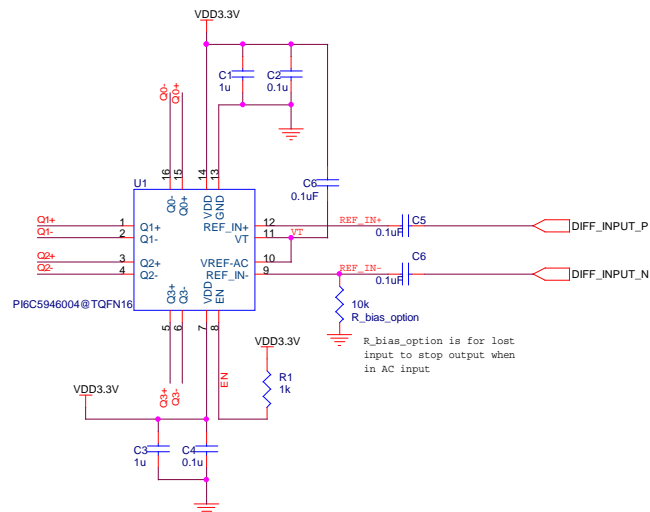 VDD3.3V
C1
1u
C2
0.1u
Q0-
Q0+
16
15
14
13
C6
0.1uF
U1
Q0-
Q0+
VDD
GND
Q1+
1
Q1+
REF_IN+
12
REF_IN+
C5
0.1uF
DIFF_INPUT_P
Q1-
2
Q1-
VT
11
VT
Q2+
3
Q2+
VREF-AC
10
Q2-
4
Q2-
REF_IN-
9
REF_IN-
C6
0.1uF
DIFF_INPUT_N
Q3+
Q3-
VDD
EN
PI6C5946004@TQFN16
5
6
7
8
10k
R_bias_option
R_bias_option is for lost
input to stop output when
in AC input
VDD3.3V
Q3+
Q3-
EN
R1
1k
VDD3.3V
C3
1u
C4
0.1u